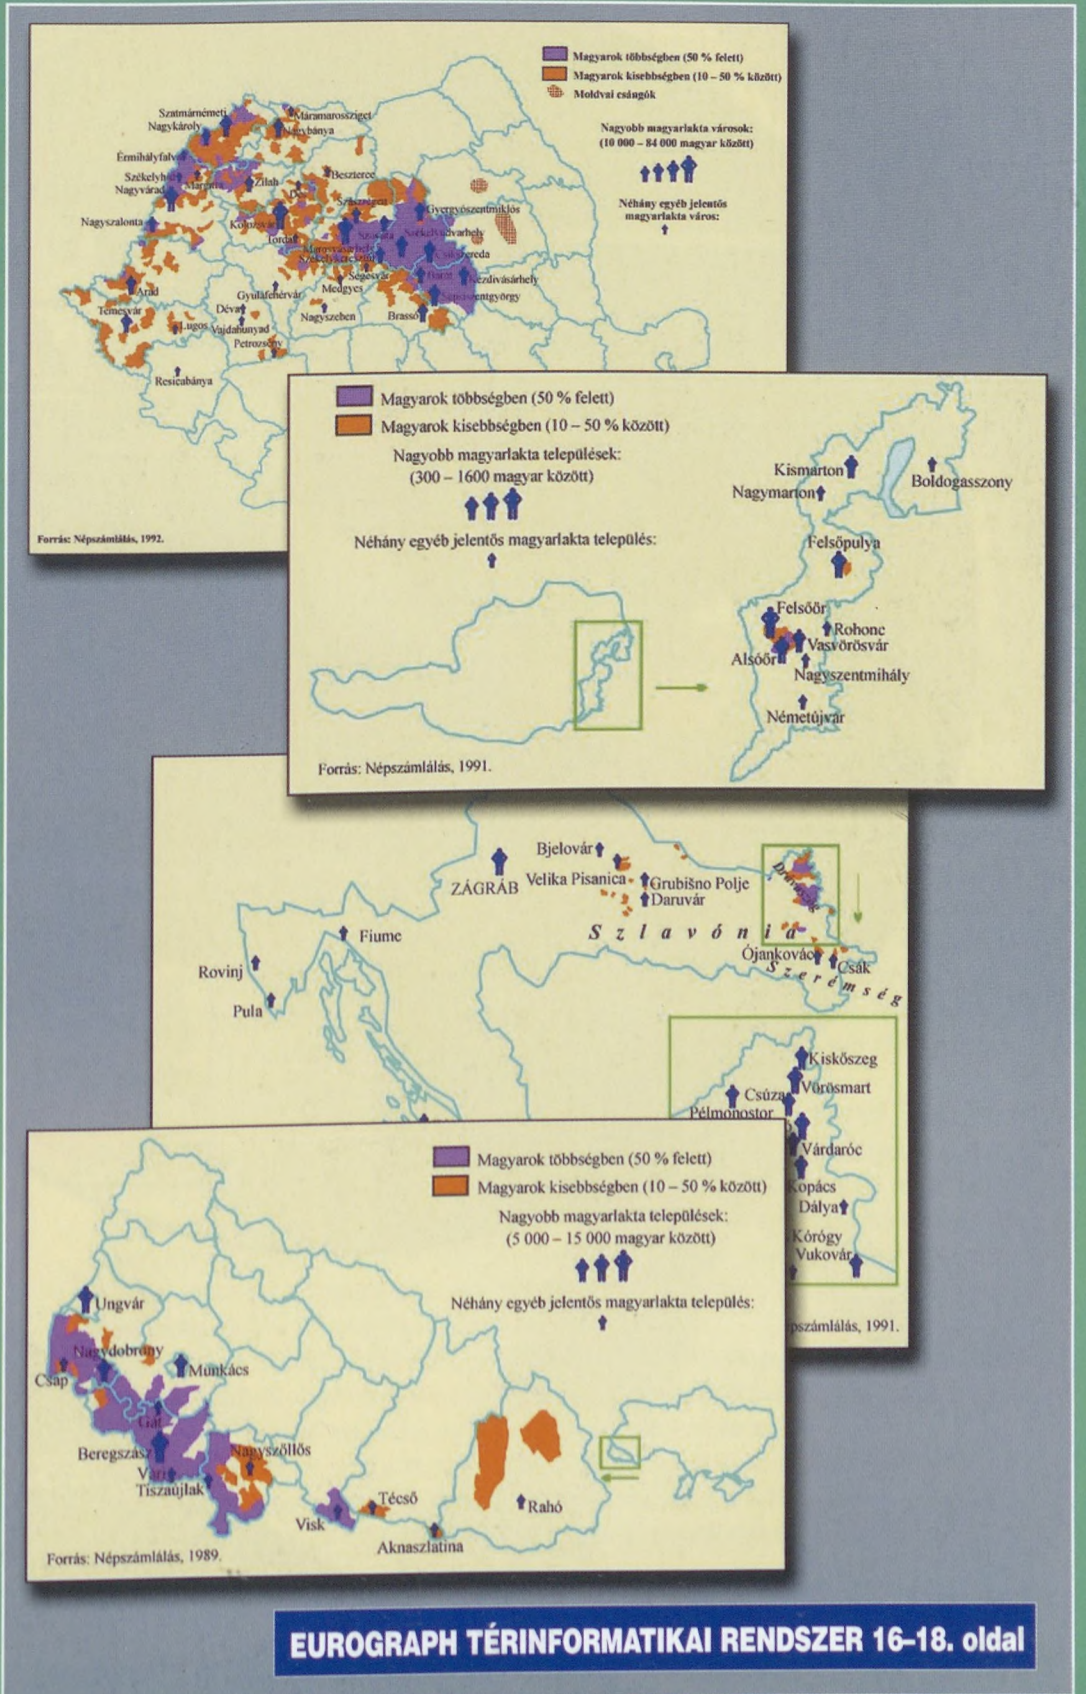 Magyarok többségben (50 % felett)
Magyarok kisebbségben (10 – 50 % között)
Moldvai csángók
Nagyobb magyarlakta városok:
(10 000 – 84 000 magyar között)
Néhány egyéb jelentős
magyarlakta város:
Szatmárnémeti
Máramarossziget
Nagykároly
Nagybánya
Érmihályfalva
Székelyhíd
Margitta
Zilah
Beszterce
Nagyvárad
Szászrégen
Gyergyószentmiklós
Nagyszalonta
Kolozsvár
Szováta
Székelyudvarhely
Torda
Marosvásárhely
Csíkszereda
Székelykeresztúr
Segesvár
Barót
Kézdivásárhely
Arad
Medgyes
Gyulafehérvár
Sepsiszentgyörgy
Temesvár
Déva
Nagyszeben
Brassó
Lugos
Vajdahunyad
Petrozsény
Resicabánya
Forrás: Népszámlálás, 1992.
Magyarok többségben (50 % felett)
Magyarok kisebbségben (10 – 50 % között)
Nagyobb magyarlakta települések:
(300 – 1600 magyar között)
Néhány egyéb jelentős magyarlakta település:
Kismarton
Boldogasszony
Nagymarton
Felsőpulya
Felsőőr
Rohonc
Vasvörösvár
Alsóőr
Nagyszentmihály
Németújvár
Forrás: Népszámlálás, 1991.
Bjelovár
ZÁGRÁB
Velika Pisanica
Grubišno Polje
Daruvár
Drávaszög
Szlavónia
Fiume
Ójankovác
Csák
Szerémség
Rovinj
Pula
Kiskőszeg
Vörösmart
Csúza
Pélmonostor
Várdaróc
Kopács
Dálya
Kórógy
Vukovár
pszámlálás, 1991.
Magyarok többségben (50 % felett)
Magyarok kisebbségben (10 – 50 % között)
Nagyobb magyarlakta települések:
(5 000 – 15 000 magyar között)
Néhány egyéb jelentős magyarlakta település:
Ungvár
Nagydobrony
Munkács
Csap
Gát
Beregszász
Nagyszőllős
Vári
Tiszaújlak
Técső
Rahó
Visk
Aknaszlatina
Forrás: Népszámlálás, 1989.
EUROGRAPH TÉRINFORMATIKAI RENDSZER 16–18. oldal